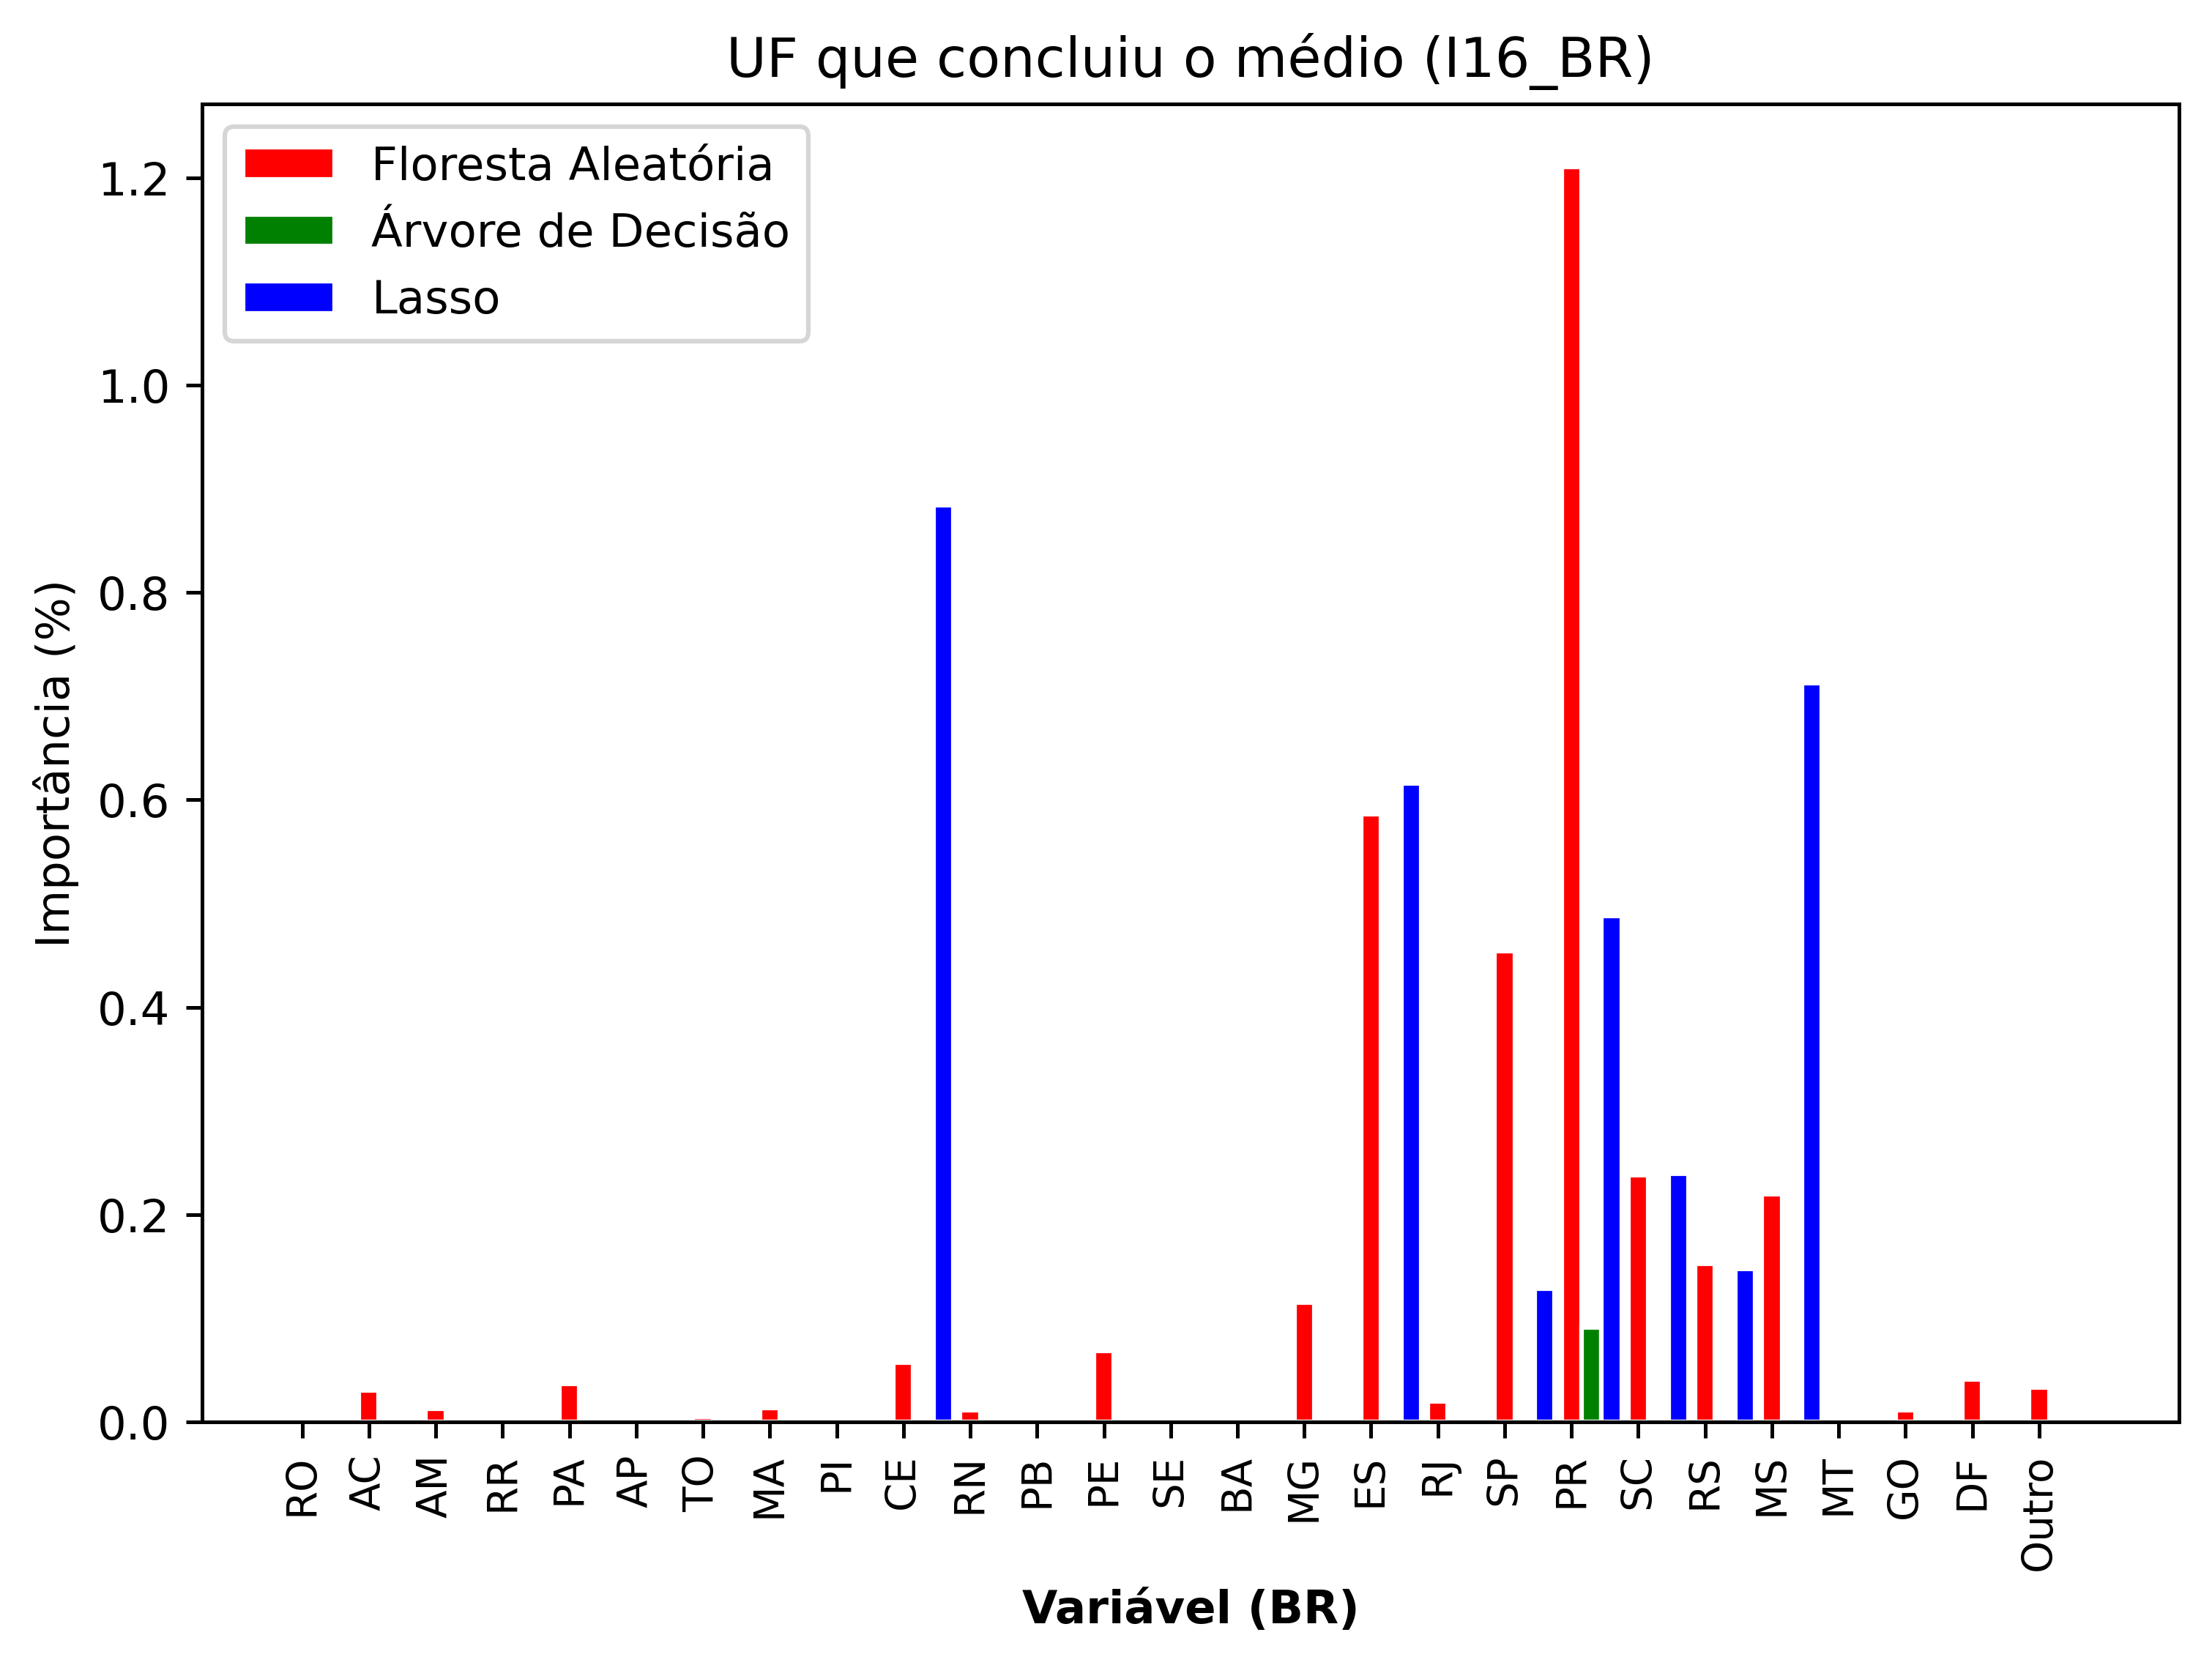 UF que concluiu o médio (I16_BR)
Floresta Aleatória
Árvore de Decisão
Lasso
Importância (%)
1.2
1.0
0.8
0.6
0.4
0.2
0.0
RO AC AM RR PA AP TO MA PI CE RN PB PE SE BA MG ES RJ SP PR SC RS MS MT GO DF Outro
Variável (BR)